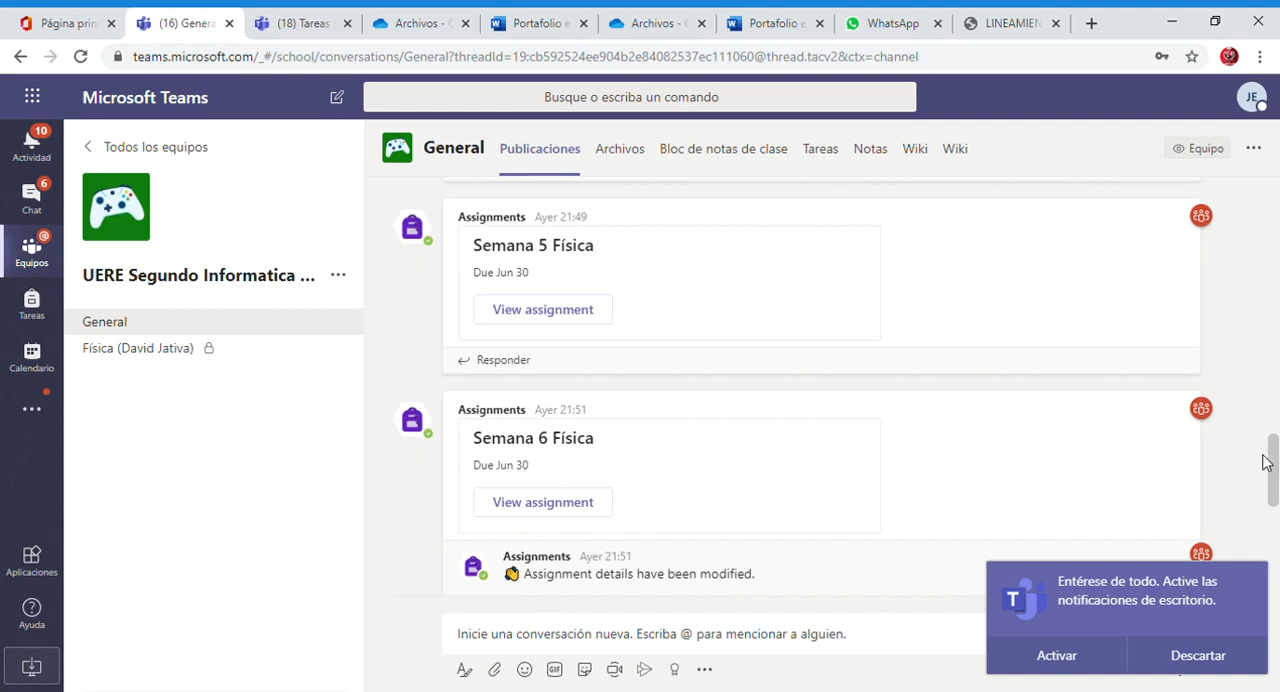 Página prin
(16) Genera
(18) Tareas
Archivos - C
Portafolio e
Archivos - C
Portafolio e
WhatsApp
LINEAMIEN
teams.microsoft.com/_#/school/conversations/General?threadId=19:cb592524ee904b2e84082537ec111060@thread.tacv2&ctx=channel
Microsoft Teams
Busque o escriba un comando
JE
10
Actividad
6
Chat
@
Equipos
Tareas
Calendario
Aplicaciones
Ayuda
Todos los equipos
UERE Segundo Informatica ...
General
Física (David Jativa)
General
Publicaciones
Archivos
Bloc de notas de clase
Tareas
Notas
Wiki
Wiki
Equipo
Assignments Ayer 21:49
Semana 5 Física
Due Jun 30
View assignment
Responder
Assignments Ayer 21:51
Semana 6 Física
Due Jun 30
View assignment
Assignments Ayer 21:51
Assignment details have been modified.
Inicie una conversación nueva. Escriba @ para mencionar a alguien.
GIF
T
Entérese de todo. Active las
notificaciones de escritorio.
Activar
Descartar